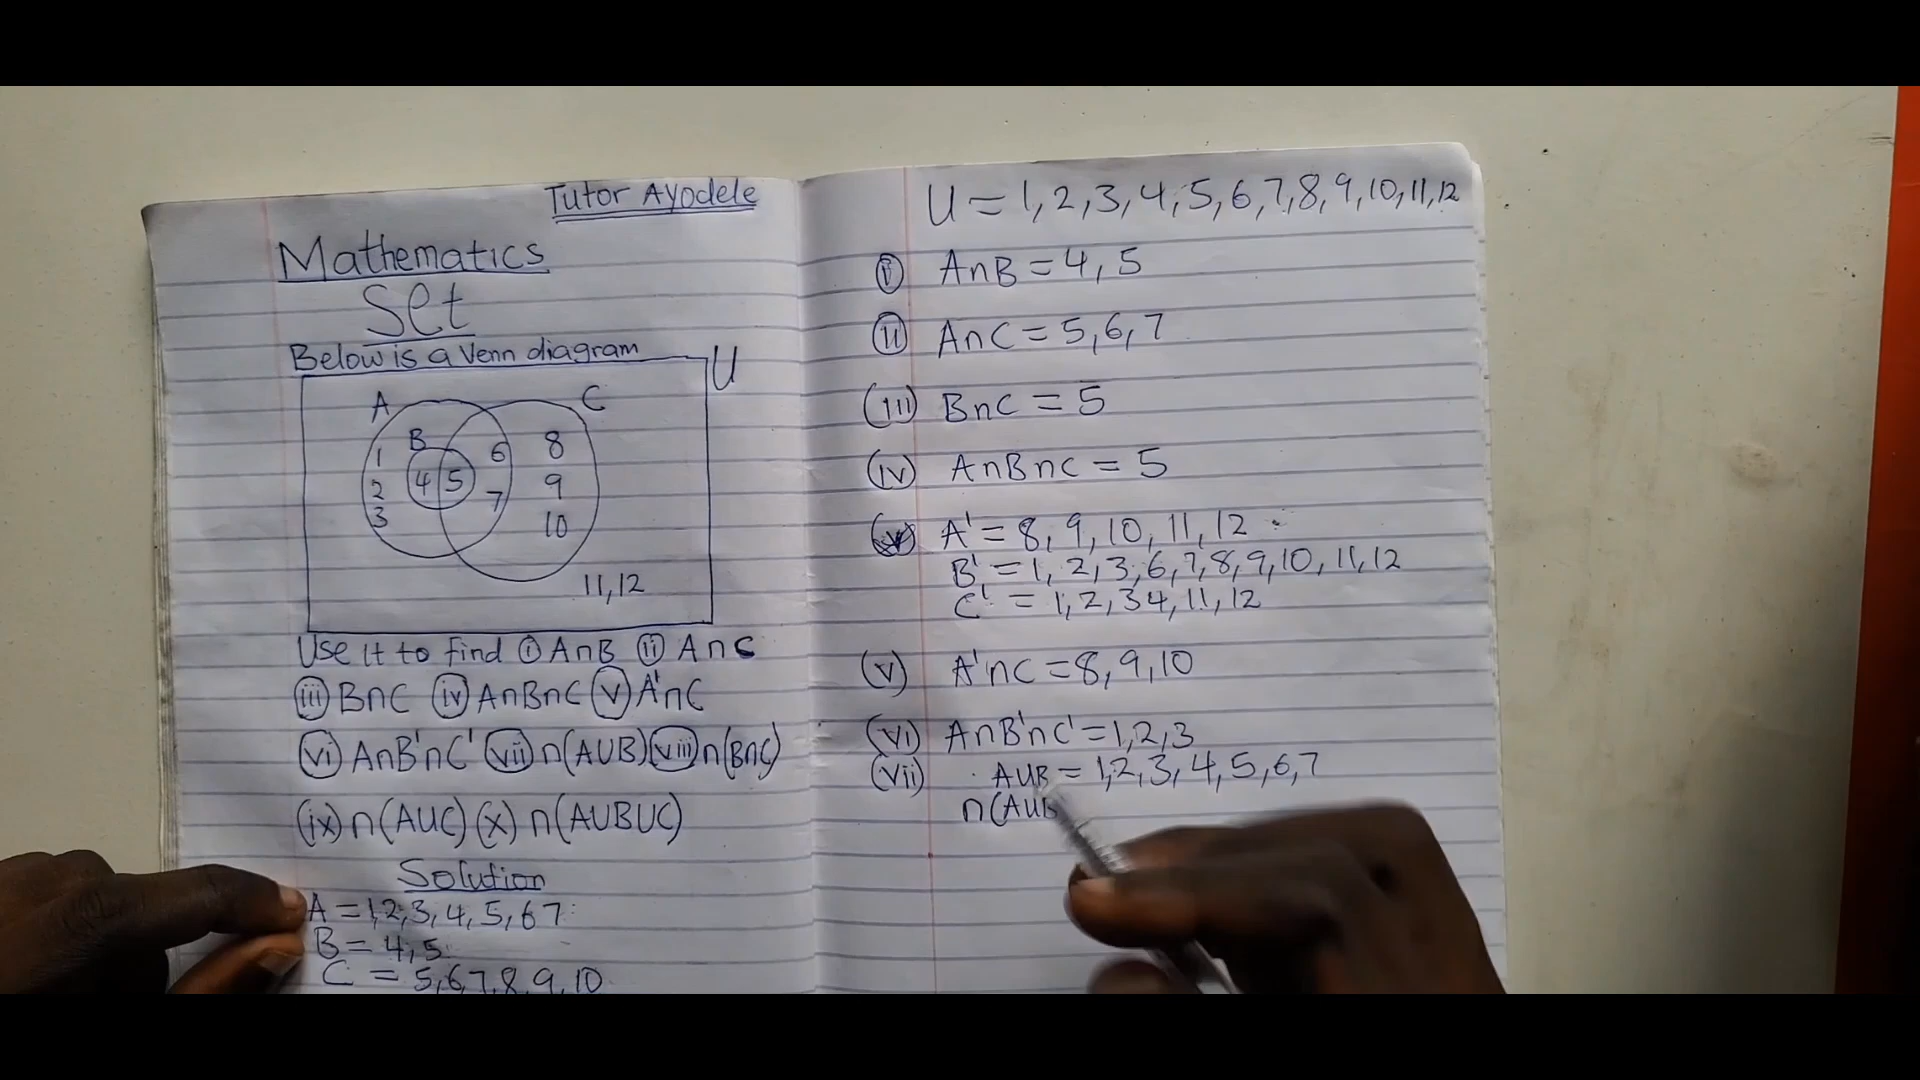 Tutor Ayodele
Mathematics
Set
Below is a Venn diagram
U
A
C
B
1
6
8
2
4
5
9
7
3
10
11,12
Use it to find (i) A∩B (ii) A∩C
(iii) B∩C (iv) A∩B∩C (v) A'∩C
(vi) A∩B'∩C' (vii) n(AUB) (viii) n(B∩C)
(ix) n(AUC) (x) n(AUBUC)
Solution
A = 1,2,3,4,5,6 7
B = 4,5
C = 5,6,7,8,9,10
U = 1,2,3,4,5,6,7,8,9,10,11,12
(i) A∩B = 4,5
(ii) A∩C = 5,6,7
(iii) B∩C = 5
(iv) A∩B∩C = 5
A' = 8,9,10,11,12
B' = 1,2,3,6,7,8,9,10,11,12
C' = 1,2,3 4,11,12
(v) A'∩C = 8,9,10
(vi) A∩B'∩C' = 1,2,3
(vii) AUB = 1,2,3,4,5,6,7
n(AUB